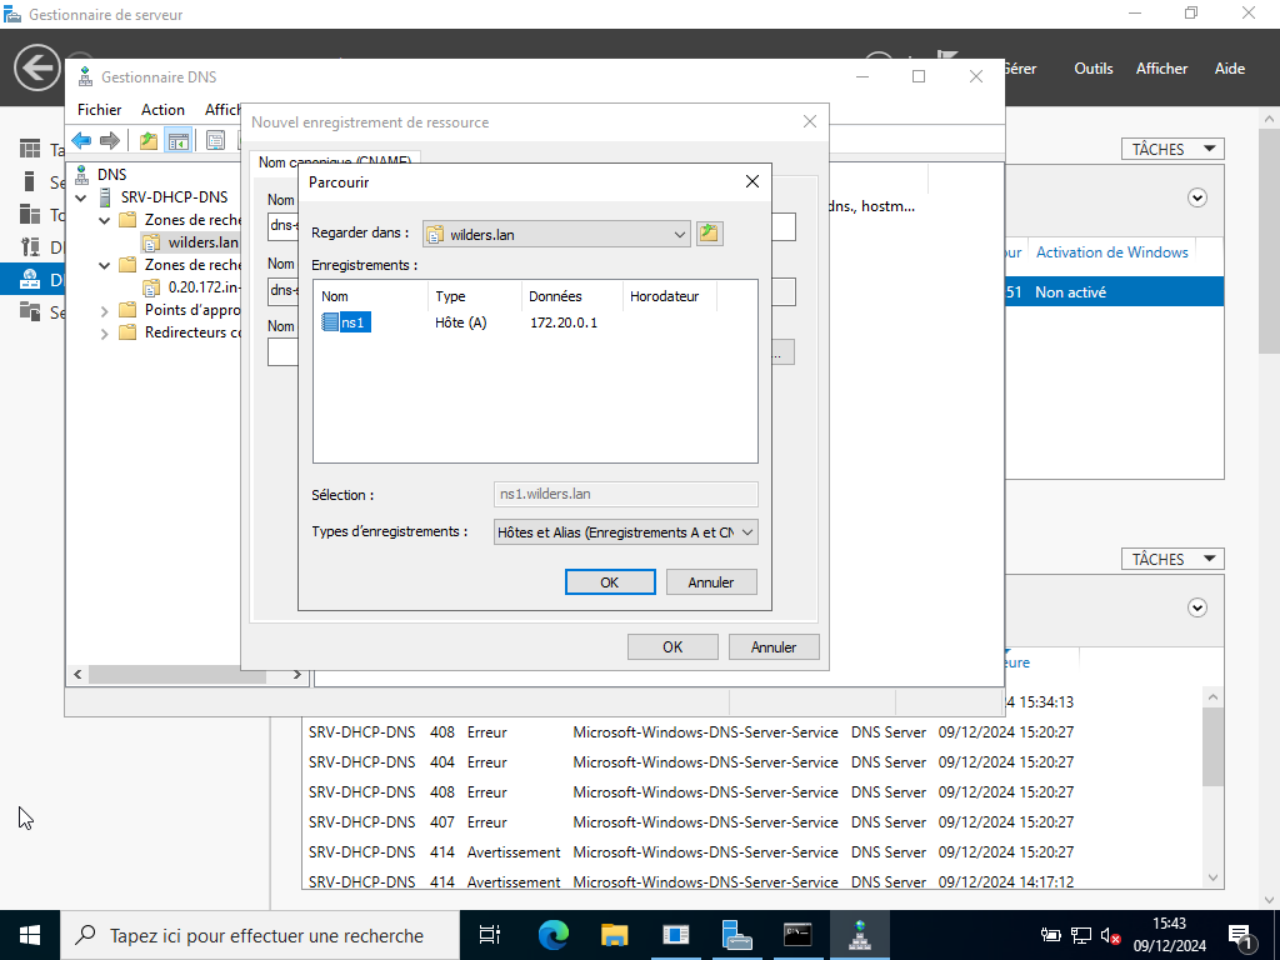 Gestionnaire de serveur
Gérer
Outils
Afficher
Aide
Gestionnaire DNS
Fichier
Action
Nouvel enregistrement de ressource
Nom canonique (CNAME)
TÂCHES
DNS
SRV-DHCP-DNS
Zones de reche
wilders.lan
Zones de reche
0.20.172.in-
Points d'appro
Redirecteurs co
Nom
dns-s
Nom
dns-s
Nom
...
dns., hostm...
Parcourir
Regarder dans :
wilders.lan
Enregistrements :
Nom
Type
Données
Horodateur
ns1
Hôte (A)
172.20.0.1
Sélection :
ns1.wilders.lan
Types d'enregistrements :
Hôtes et Alias (Enregistrements A et CN
OK
Annuler
OK
Annuler
Activation de Windows
51 Non activé
TÂCHES
4 15:34:13
SRV-DHCP-DNS 408 Erreur Microsoft-Windows-DNS-Server-Service DNS Server 09/12/2024 15:20:27
SRV-DHCP-DNS 404 Erreur Microsoft-Windows-DNS-Server-Service DNS Server 09/12/2024 15:20:27
SRV-DHCP-DNS 408 Erreur Microsoft-Windows-DNS-Server-Service DNS Server 09/12/2024 15:20:27
SRV-DHCP-DNS 407 Erreur Microsoft-Windows-DNS-Server-Service DNS Server 09/12/2024 15:20:27
SRV-DHCP-DNS 414 Avertissement Microsoft-Windows-DNS-Server-Service DNS Server 09/12/2024 15:20:27
SRV-DHCP-DNS 414 Avertissement Microsoft-Windows-DNS-Server-Service DNS Server 09/12/2024 14:17:12
Tapez ici pour effectuer une recherche
15:43
09/12/2024
1